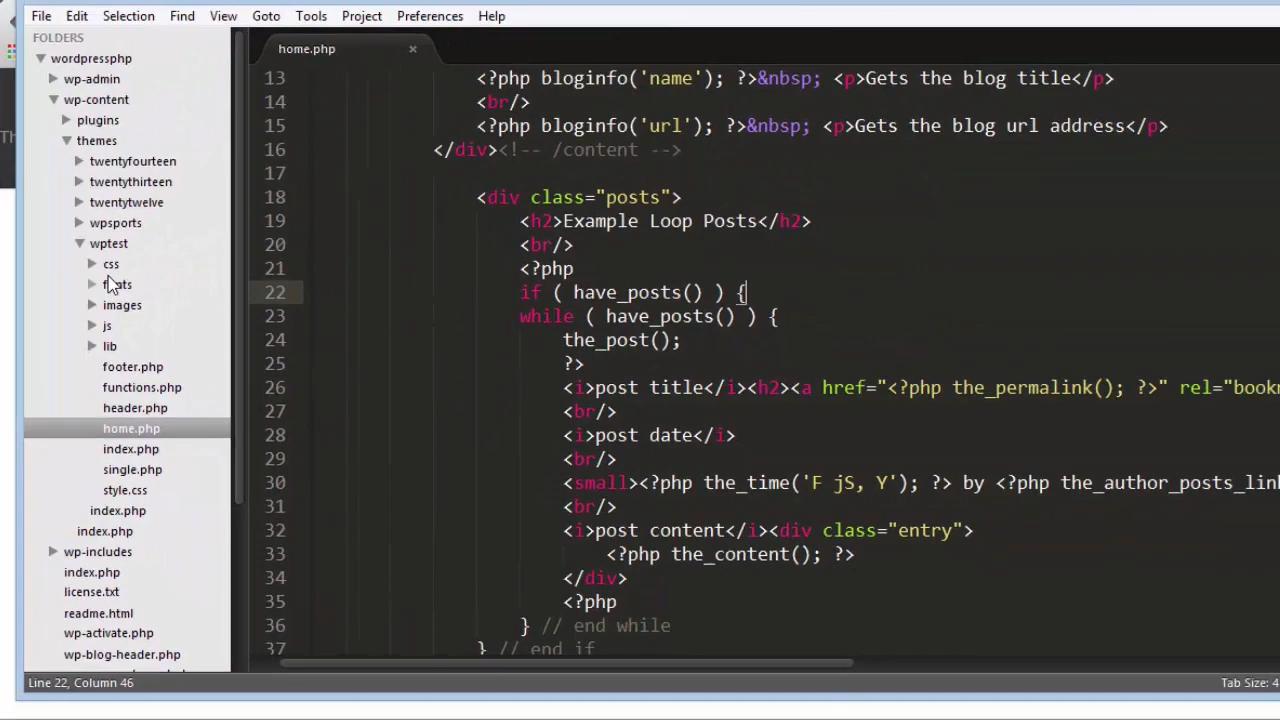 File Edit Selection Find View Goto Tools Project Preferences Help
FOLDERS
wordpressphp
wp-admin
wp-content
plugins
themes
twentyfourteen
twentythirteen
twentytwelve
wpsports
wptest
css
fonts
images
js
lib
footer.php
functions.php
header.php
home.php
index.php
single.php
style.css
index.php
index.php
wp-includes
index.php
license.txt
readme.html
wp-activate.php
wp-blog-header.php
home.php ×
13 <?php bloginfo('name'); ?>&nbsp; <p>Gets the blog title</p>
14 <br/>
15 <?php bloginfo('url'); ?>&nbsp; <p>Gets the blog url address</p>
16 </div><!-- /content -->
17
18 <div class="posts">
19 <h2>Example Loop Posts</h2>
20 <br/>
21 <?php
22 if ( have_posts() ) {
23 while ( have_posts() ) {
24 the_post();
25 ?>
26 <i>post title</i><h2><a href="<?php the_permalink(); ?>" rel="bookm
27 <br/>
28 <i>post date</i>
29 <br/>
30 <small><?php the_time('F jS, Y'); ?> by <?php the_author_posts_link
31 <br/>
32 <i>post content</i><div class="entry">
33 <?php the_content(); ?>
34 </div>
35 <?php
36 } // end while
37 } // end if
Line 22, Column 46
Tab Size: 4